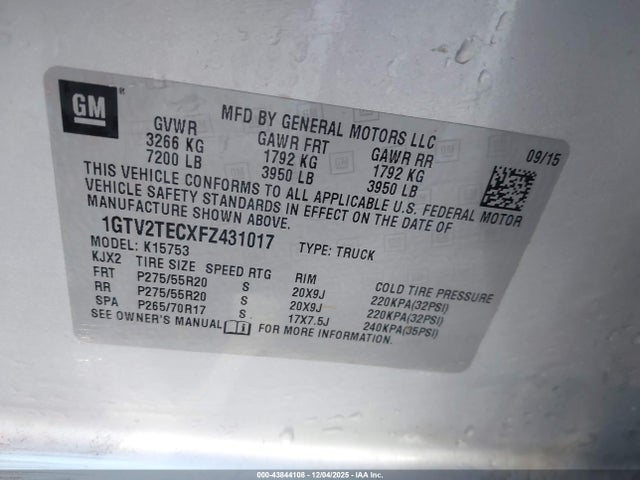 GM
®
MFD BY GENERAL MOTORS LLC
09/15
GVWR GAWR FRT GAWR RR
3266 KG 1792 KG 1792 KG
7200 LB 3950 LB 3950 LB
THIS VEHICLE CONFORMS TO ALL APPLICABLE U.S. FEDERAL MOTOR
VEHICLE SAFETY STANDARDS IN EFFECT ON THE DATE OF
MANUFACTURE SHOWN ABOVE.
1GTV2TECXFZ431017
MODEL: K15753 TYPE: TRUCK
KJX2 TIRE SIZE SPEED RTG RIM COLD TIRE PRESSURE
FRT P275/55R20 S 20X9J 220KPA(32PSI)
RR P275/55R20 S 20X9J 220KPA(32PSI)
SPA P265/70R17 S 17X7.5J 240KPA(35PSI)
SEE OWNER'S MANUAL i FOR MORE INFORMATION.
000-43844108 - 12/04/2025 - IAA Inc.